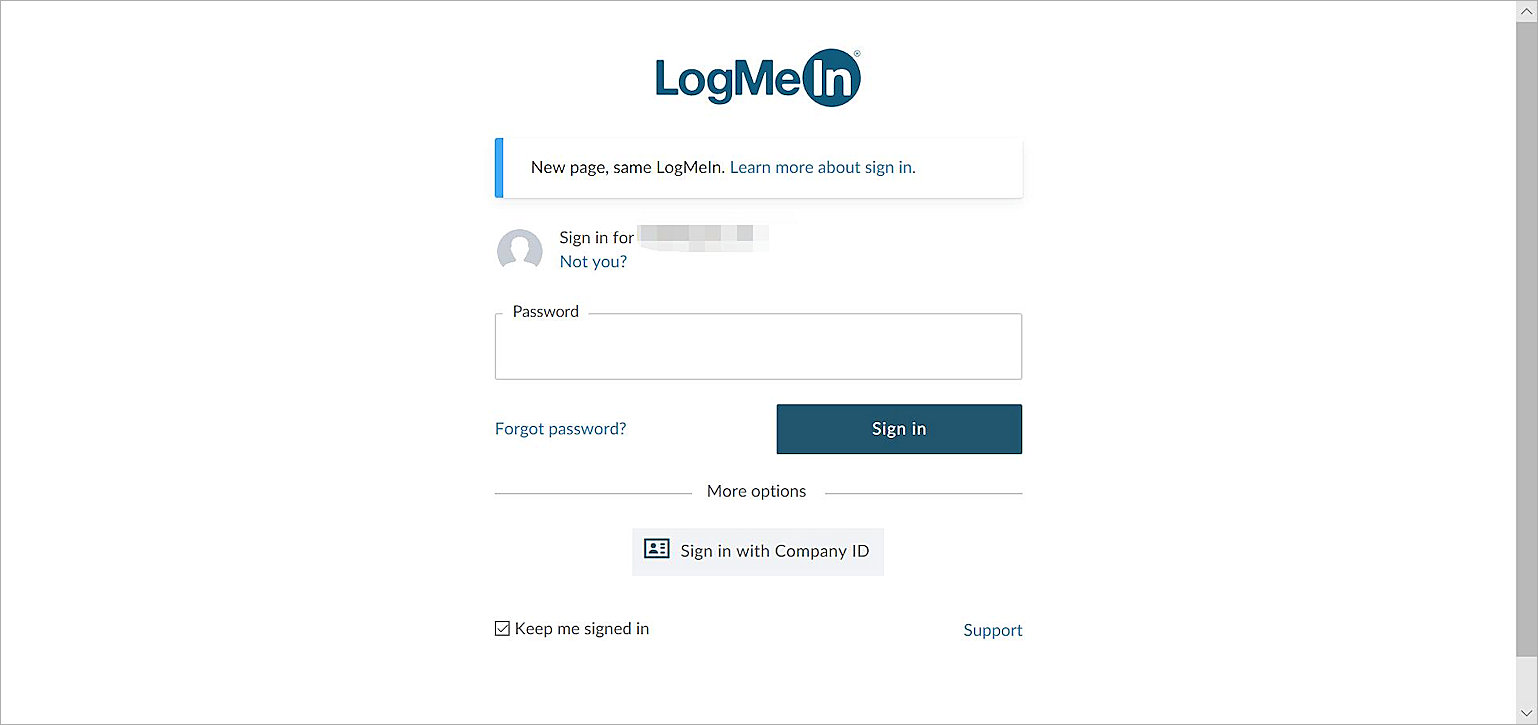 LogMeIn®
New page, same LogMeIn. Learn more about sign in.
Sign in for
Not you?
Password
Forgot password?
Sign in
More options
Sign in with Company ID
Keep me signed in
Support